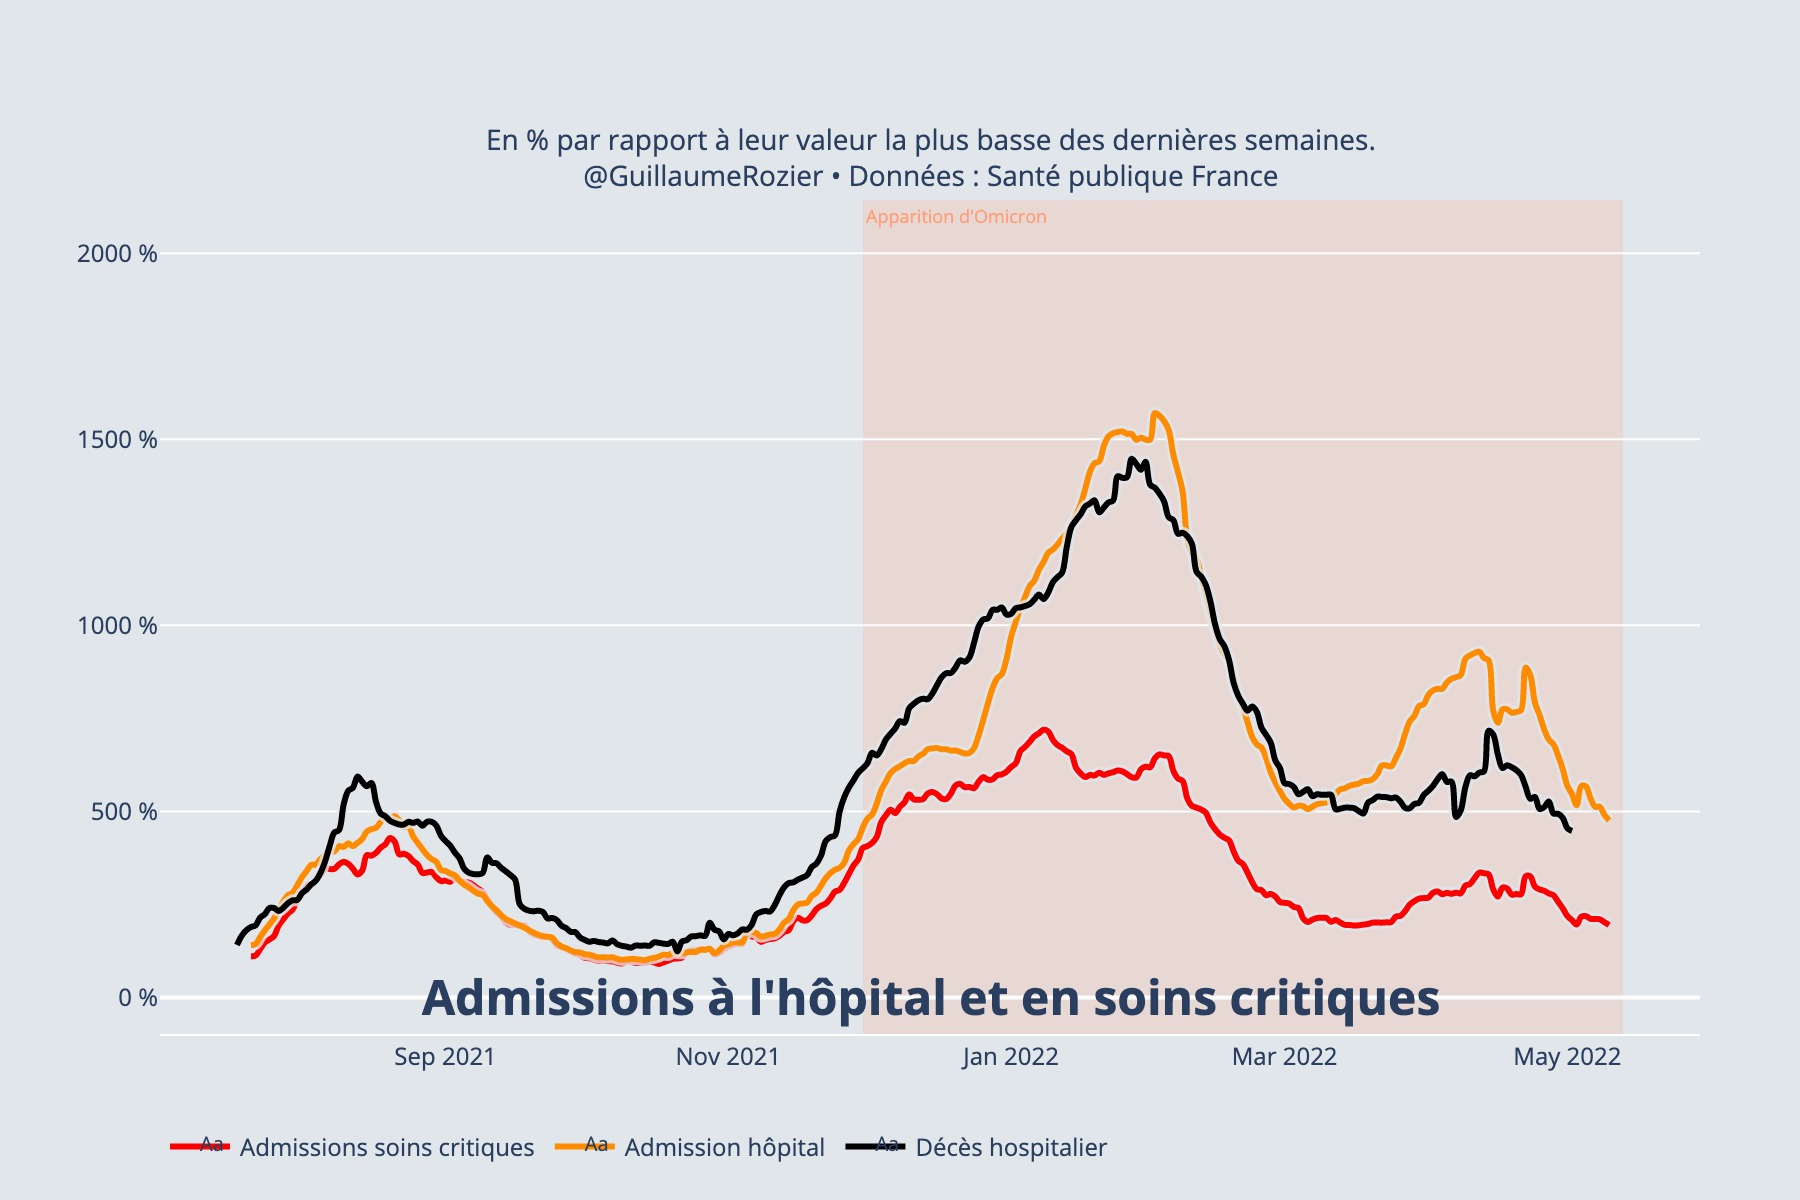 En % par rapport à leur valeur la plus basse des dernières semaines.
@GuillaumeRozier • Données : Santé publique France
Apparition d'Omicron
2000 %
1500 %
1000 %
500 %
0 %
Admissions à l'hôpital et en soins critiques
Sep 2021
Nov 2021
Jan 2022
Mar 2022
May 2022
Aa Admissions soins critiques
Aa Admission hôpital
Aa Décès hospitalier